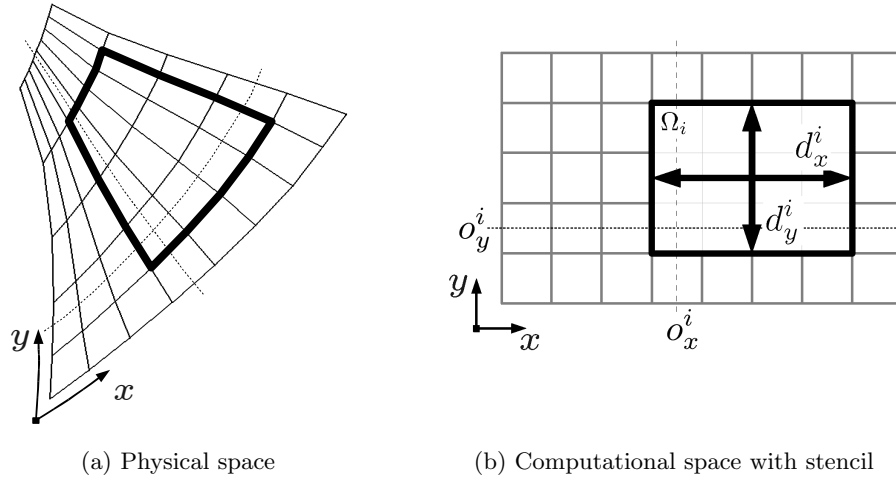 y
x
(a) Physical space
Ω_i
d_x^i
d_y^i
o_y^i
y
x
o_x^i
(b) Computational space with stencil